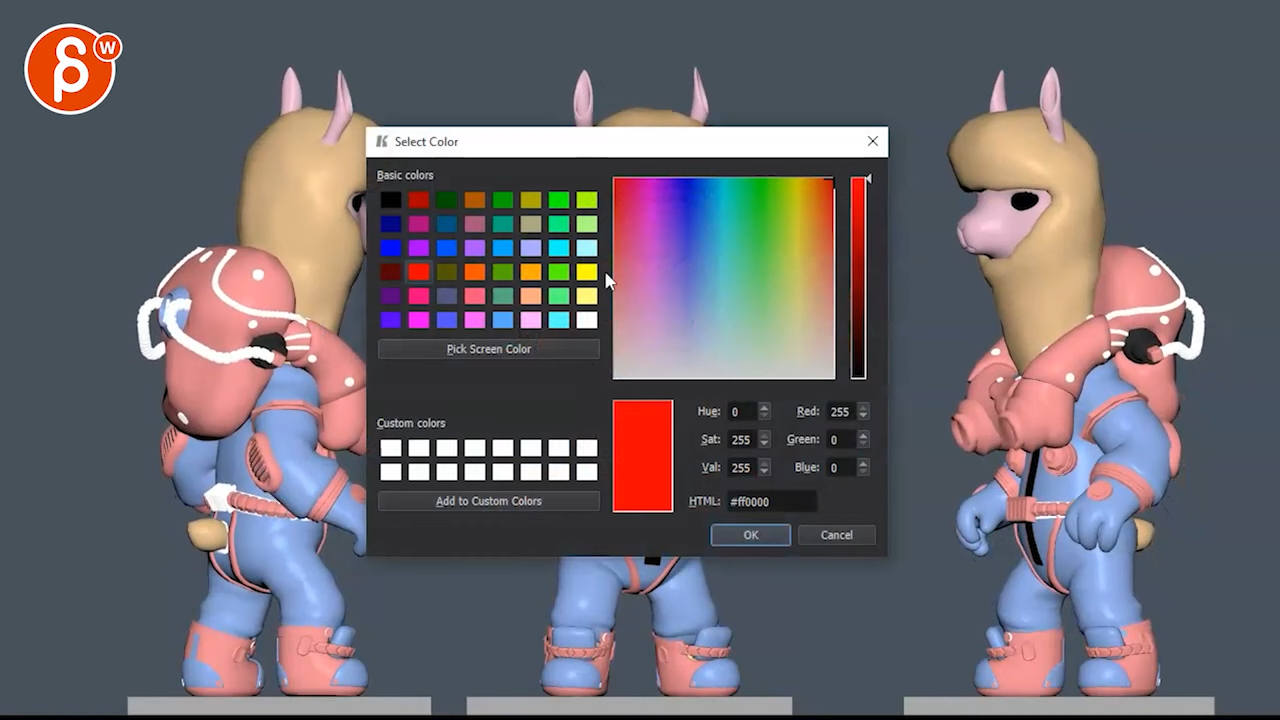 W
Select Color
Basic colors
Pick Screen Color
Custom colors
Add to Custom Colors
Hue: 0
Red: 255
Sat: 255
Green: 0
Val: 255
Blue: 0
HTML: #ff0000
OK
Cancel